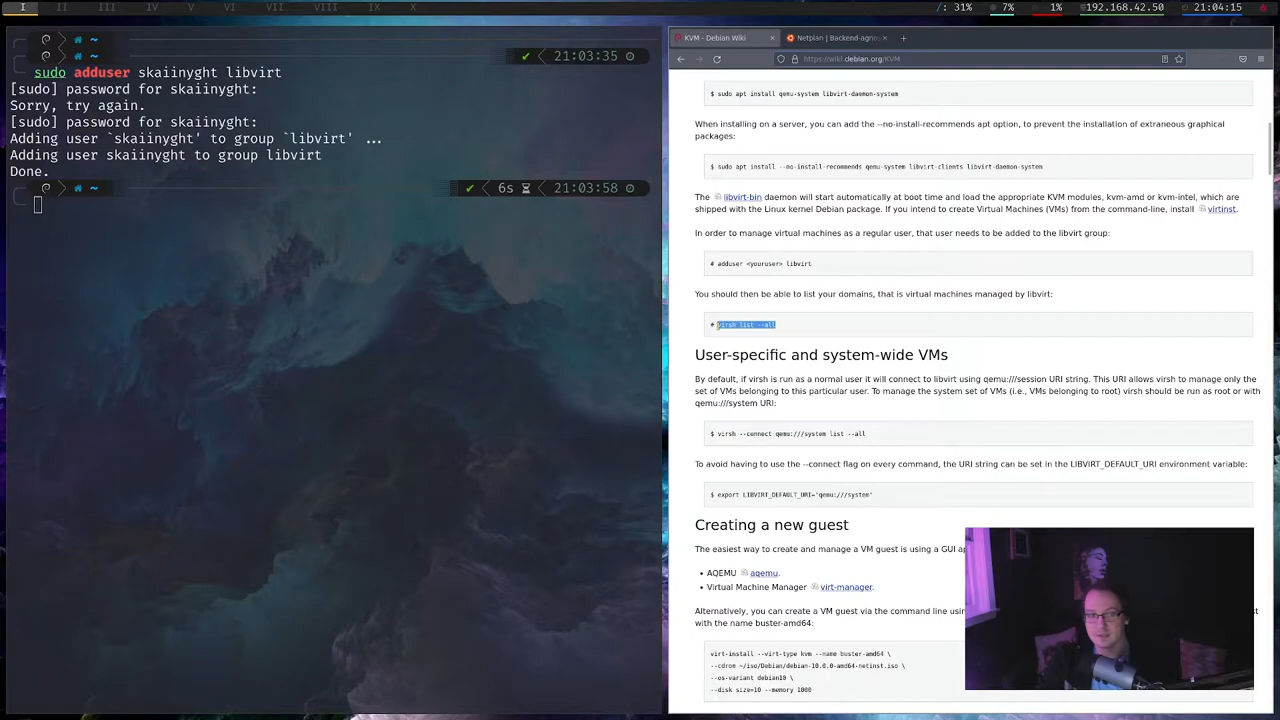 I II III IV V VI VII VIII IX X
/: 31% 7% 1% 192.168.42.50 21:04:15
~
~ 21:03:35
sudo adduser skaiinyght libvirt
[sudo] password for skaiinyght:
Sorry, try again.
[sudo] password for skaiinyght:
Adding user `skaiinyght' to group `libvirt' ...
Adding user skaiinyght to group libvirt
Done.
~ 6s 21:03:58
KVM - Debian Wiki
Netplan | Backend-agnos
https://wiki.debian.org/KVM
$ sudo apt install qemu-system libvirt-daemon-system
When installing on a server, you can add the --no-install-recommends apt option, to prevent the installation of extraneous graphical
packages:
$ sudo apt install --no-install-recommends qemu-system libvirt-clients libvirt-daemon-system
The libvirt-bin daemon will start automatically at boot time and load the appropriate KVM modules, kvm-amd or kvm-intel, which are
shipped with the Linux kernel Debian package. If you intend to create Virtual Machines (VMs) from the command-line, install virtinst.
In order to manage virtual machines as a regular user, that user needs to be added to the libvirt group:
# adduser <youruser> libvirt
You should then be able to list your domains, that is virtual machines managed by libvirt:
# virsh list --all
User-specific and system-wide VMs
By default, if virsh is run as a normal user it will connect to libvirt using qemu:///session URI string. This URI allows virsh to manage only the
set of VMs belonging to this particular user. To manage the system set of VMs (i.e., VMs belonging to root) virsh should be run as root or with
qemu:///system URI:
$ virsh --connect qemu:///system list --all
To avoid having to use the --connect flag on every command, the URI string can be set in the LIBVIRT_DEFAULT_URI environment variable:
$ export LIBVIRT_DEFAULT_URI='qemu:///system'
Creating a new guest
The easiest way to create and manage a VM guest is using a GUI ap
• AQEMU aqemu.
• Virtual Machine Manager virt-manager.
Alternatively, you can create a VM guest via the command line using
with the name buster-amd64:
virt-install --virt-type kvm --name buster-amd64 \
--cdrom ~/iso/Debian/debian-10.0.0-amd64-netinst.iso \
--os-variant debian10 \
--disk size=10 --memory 1000